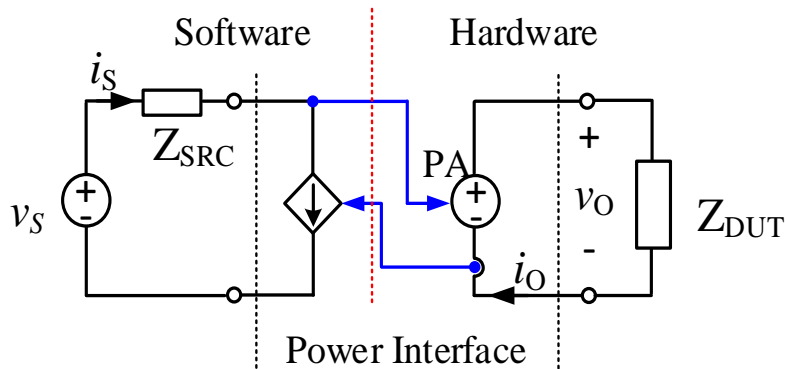 Software
Hardware
iS
ZSRC
+
-
vS
PA
+
-
+
vO
-
ZDUT
iO
Power Interface